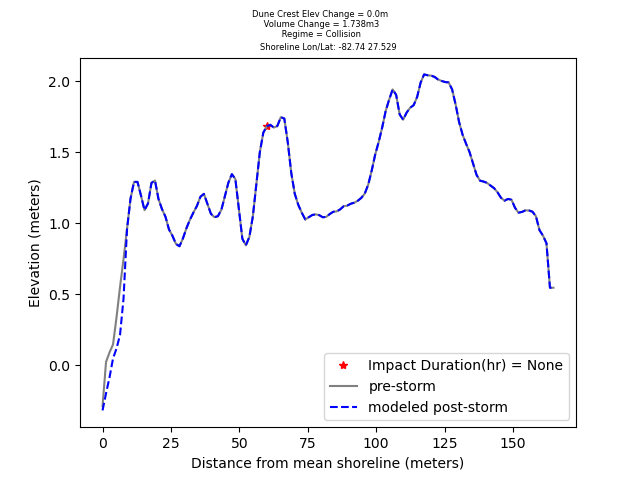 Dune Crest Elev Change = 0.0m
Volume Change = 1.738m3
Regime = Collision
Shoreline Lon/Lat: -82.74 27.529
2.0
1.5
1.0
0.5
0.0
Elevation (meters)
Impact Duration(hr) = None
pre-storm
modeled post-storm
0 25 50 75 100 125 150
Distance from mean shoreline (meters)